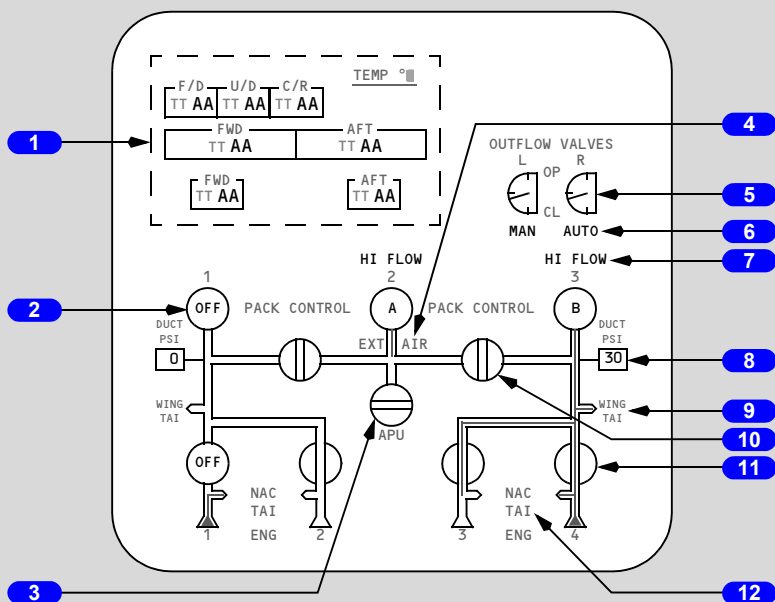 TEMP °
F/D U/D C/R
TT AA TT AA TT AA
FWD AFT
TT AA TT AA
FWD AFT
TT AA TT AA
OUTFLOW VALVES
L R
OP
CL
MAN AUTO
HI FLOW HI FLOW
1 2 3
OFF PACK CONTROL A PACK CONTROL B
DUCT PSI 0
EXT AIR
DUCT PSI 30
WING TAI
WING TAI
APU
OFF
NAC TAI
NAC TAI
1 ENG 2 3 ENG 4
1
2
3
4
5
6
7
8
9
10
11
12